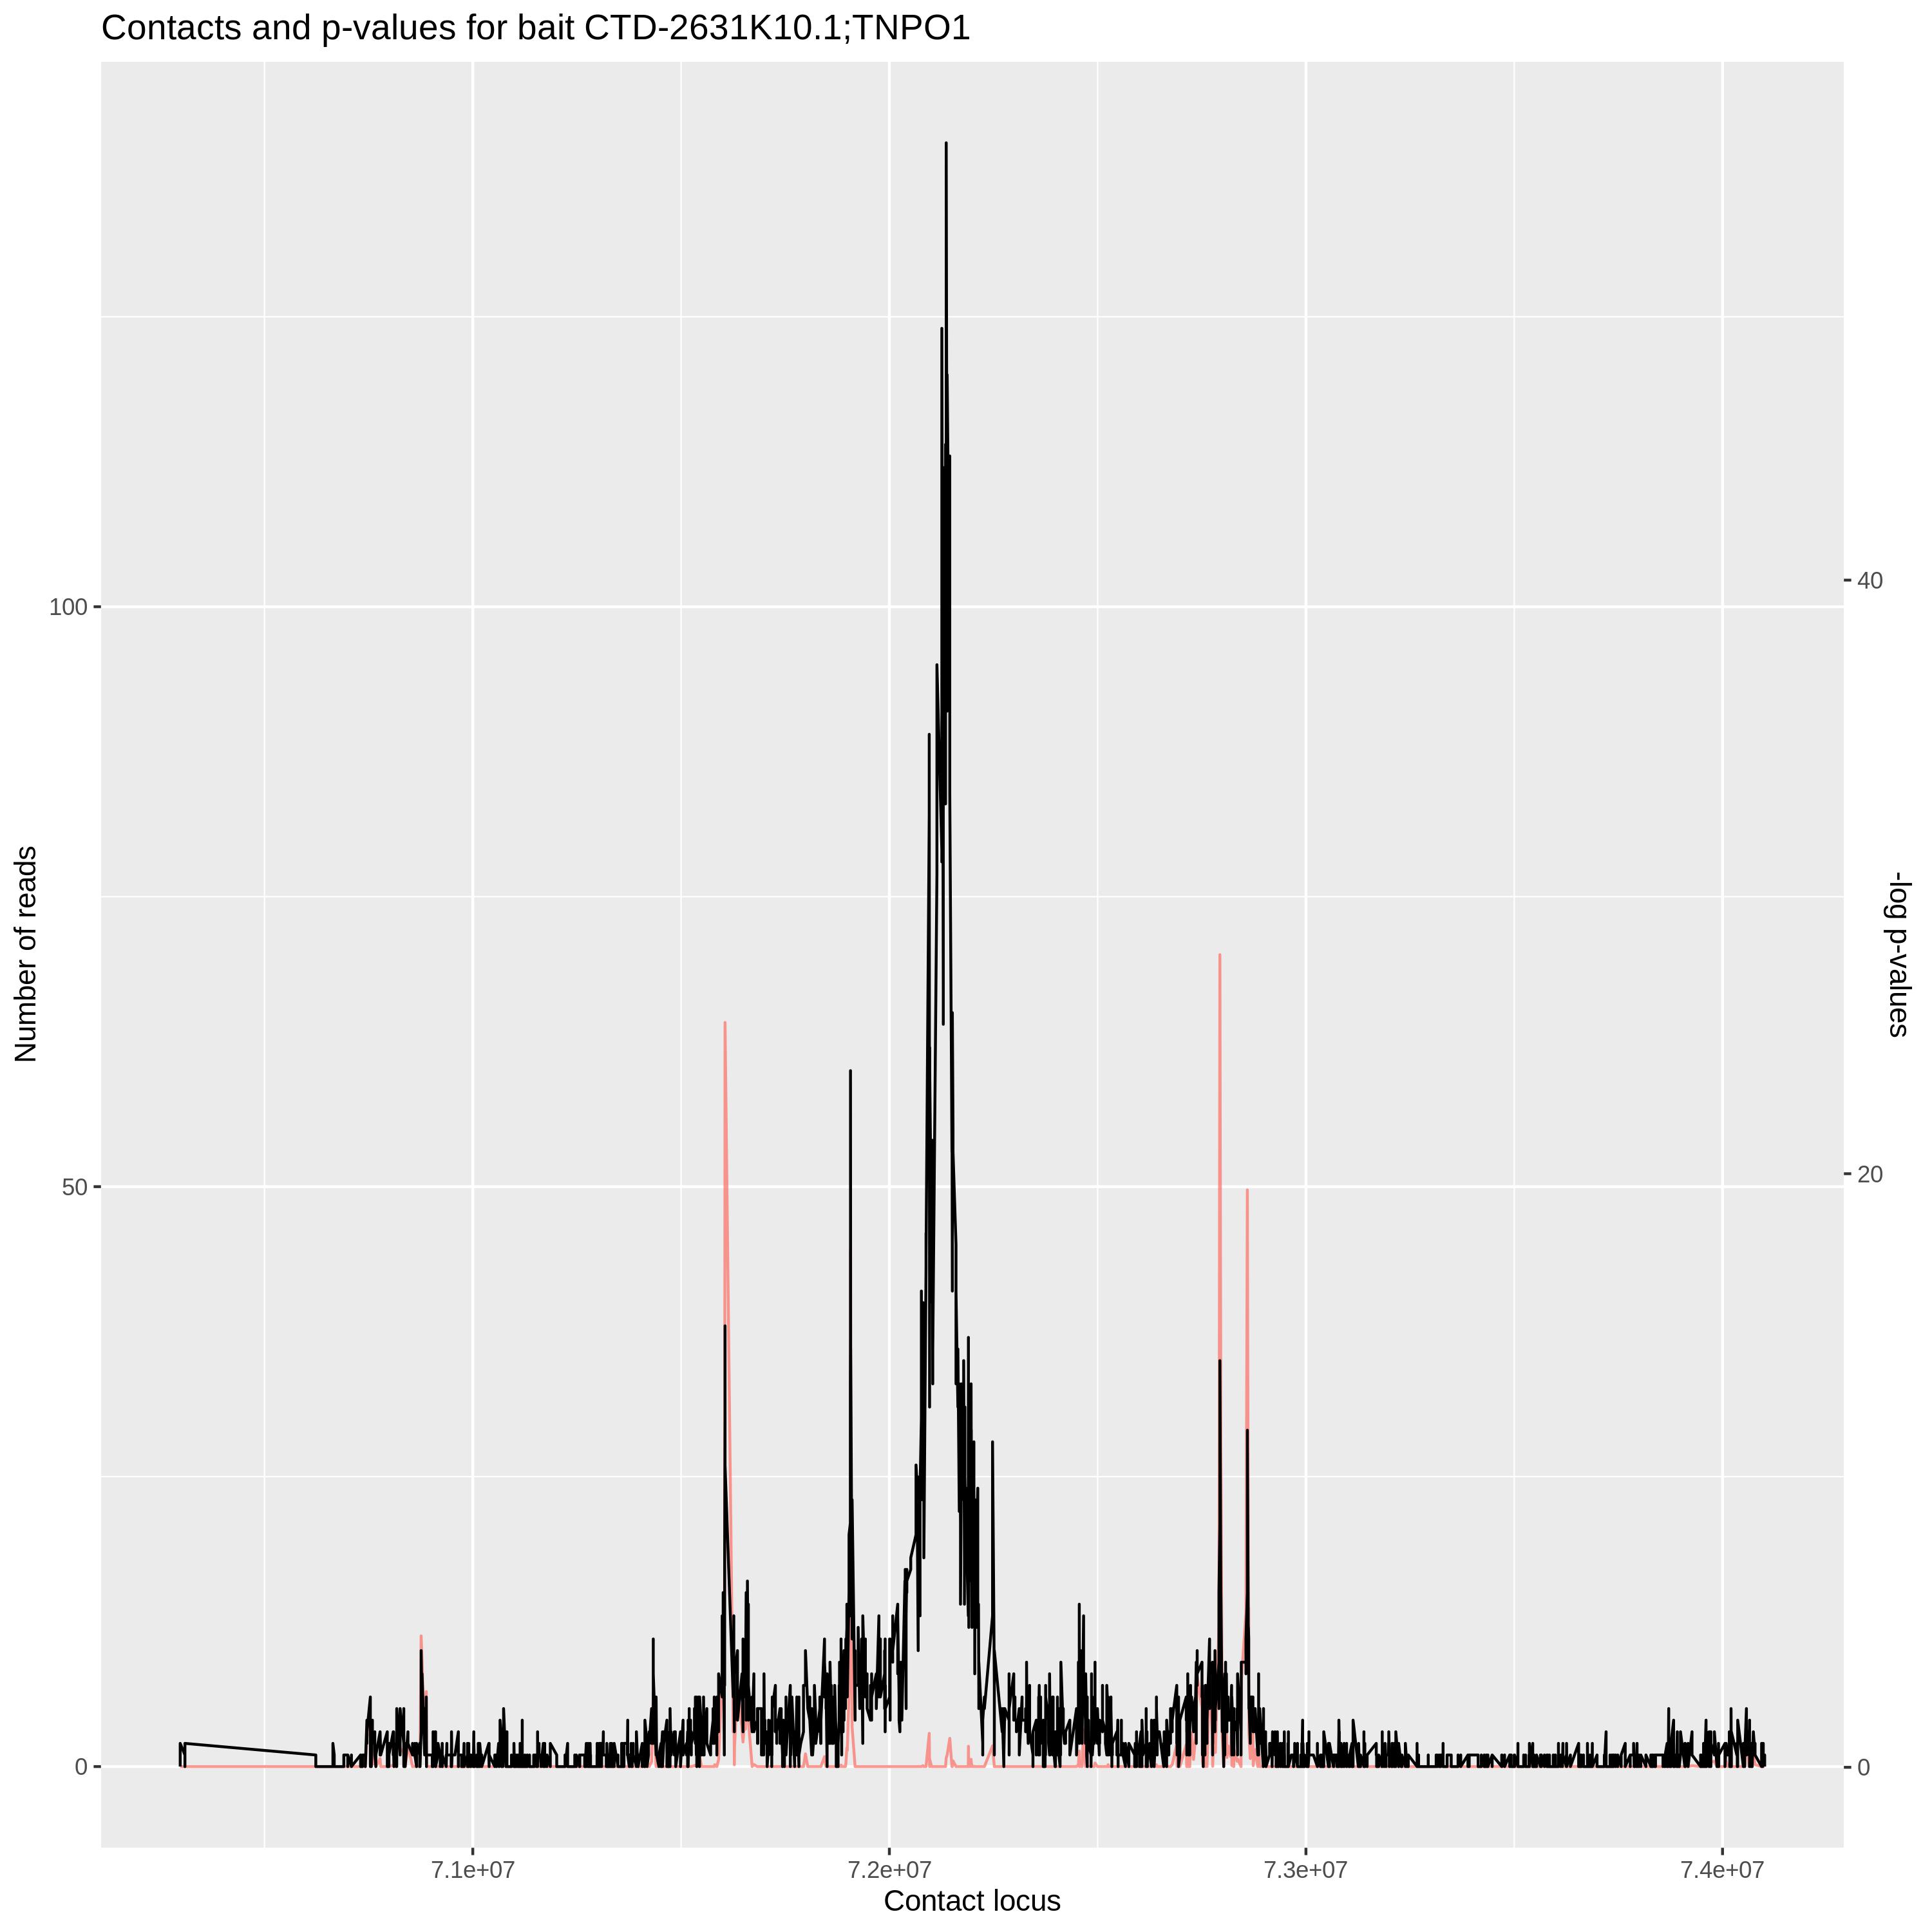 Contacts and p-values for bait CTD-2631K10.1;TNPO1
Number of reads
100
50
0
40
20
0
-log p-values
7.1e+07
7.2e+07
7.3e+07
7.4e+07
Contact locus